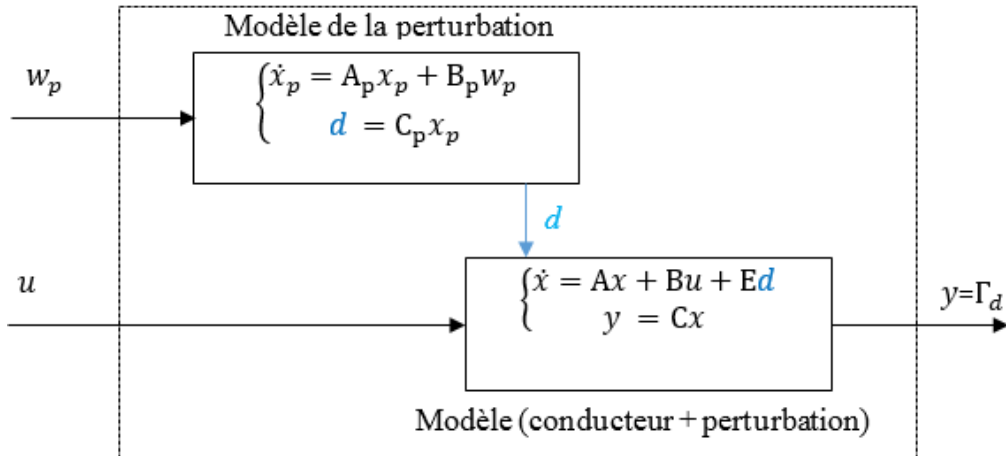 Modèle de la perturbation
w_p
ẋ_p = A_p x_p + B_p w_p
d = C_p x_p
d
u
ẋ = Ax + Bu + Ed
y = Cx
y=Γ_d
Modèle (conducteur + perturbation)